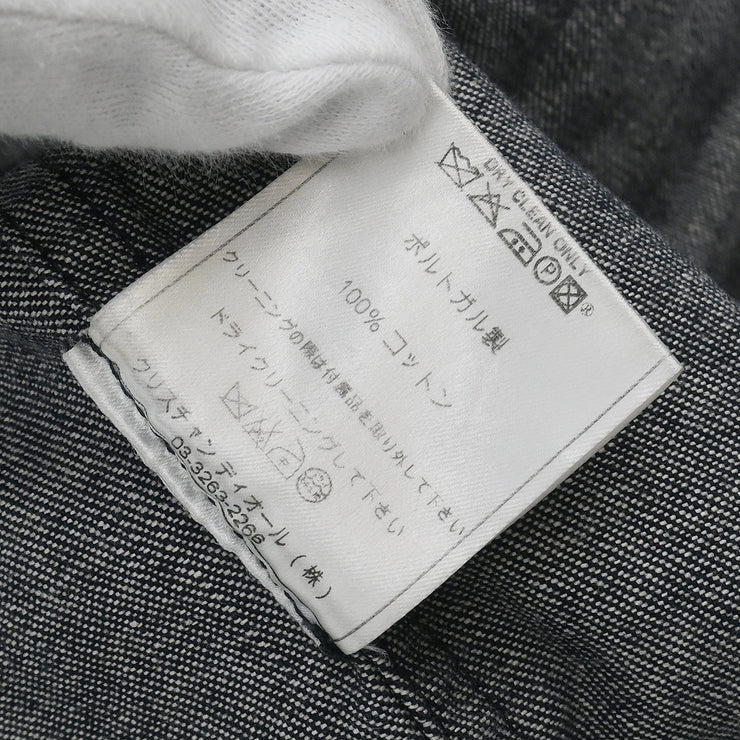 DRY CLEAN ONLY
P ®
ポルトガル製
100% コットン
クリーニングの際は付属品を取り外して下さい
ドライクリーニングして下さい
クリスチャン ディオール (株)
03-3263-2266